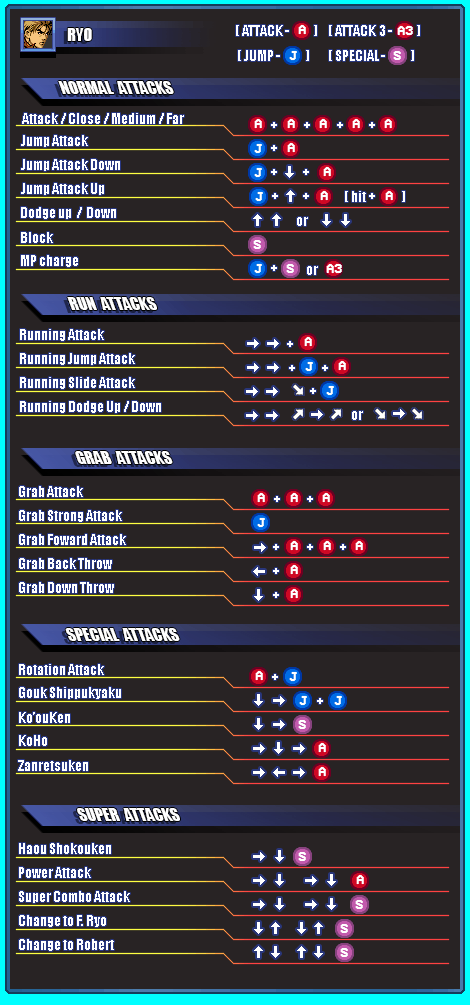 RYO
[ ATTACK - A ] [ ATTACK 3 - A3 ]
[ JUMP - J ] [ SPECIAL - S ]
NORMAL ATTACKS
Attack / Close / Medium / Far A + A + A + A + A
Jump Attack J + A
Jump Attack Down J + ↓ + A
Jump Attack Up J + ↑ + A [ hit + A ]
Dodge up / Down ↑ ↑ or ↓ ↓
Block S
MP charge J + S or A3
RUN ATTACKS
Running Attack → → + A
Running Jump Attack → → + J + A
Running Slide Attack → → ↘ + J
Running Dodge Up / Down → → ↗ → ↗ or ↘ → ↘
GRAB ATTACKS
Grab Attack A + A + A
Grab Strong Attack J
Grab Foward Attack → + A + A + A
Grab Back Throw ← + A
Grab Down Throw ↓ + A
SPECIAL ATTACKS
Rotation Attack A + J
Gouk Shippukyaku ↓ → J + J
Ko'ouKen ↓ → S
KoHo → ↓ → A
Zanretsuken → ← → A
SUPER ATTACKS
Haou Shokouken → ↓ S
Power Attack → ↓ → ↓ A
Super Combo Attack → ↓ → ↓ S
Change to F. Ryo ↓ ↑ ↓ ↑ S
Change to Robert ↑ ↓ ↑ ↓ S